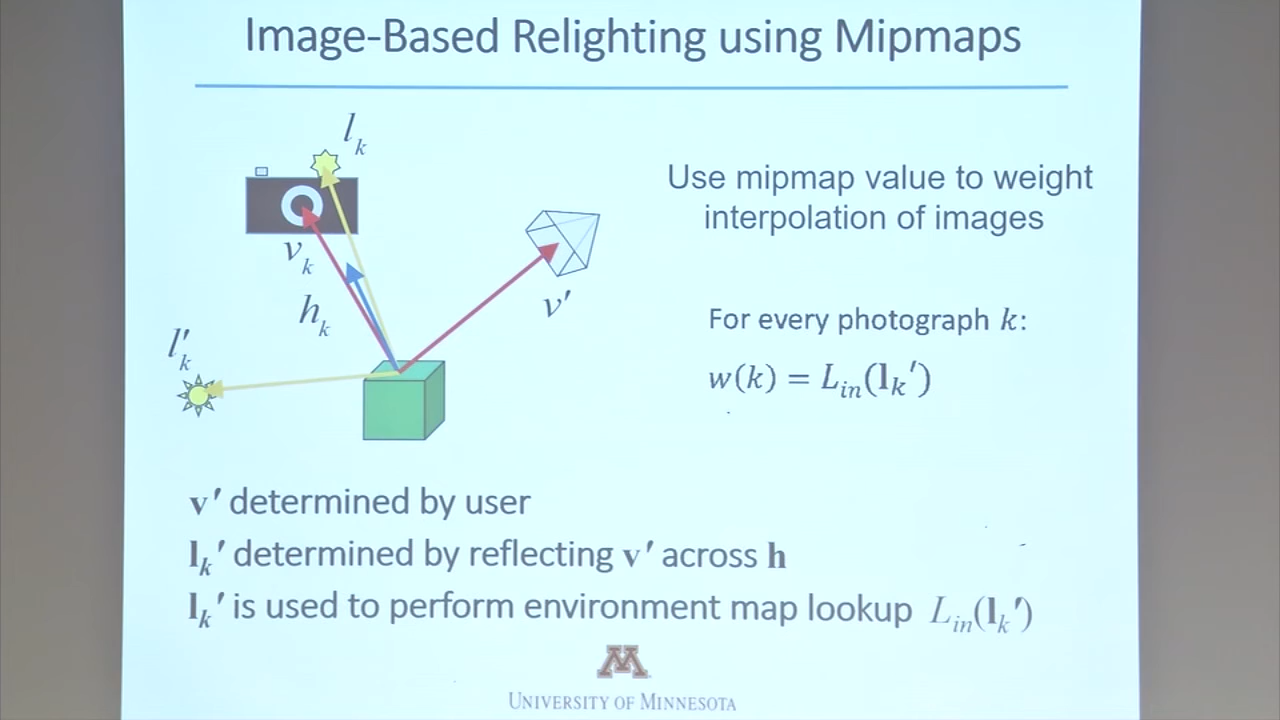 Image-Based Relighting using Mipmaps
l_k
v_k
h_k
v′
l′_k
Use mipmap value to weight
interpolation of images
For every photograph k:
w(k) = L_in(l_k′)
v′ determined by user
l_k′ determined by reflecting v′ across h
l_k′ is used to perform environment map lookup L_in(l_k′)
M
UNIVERSITY OF MINNESOTA